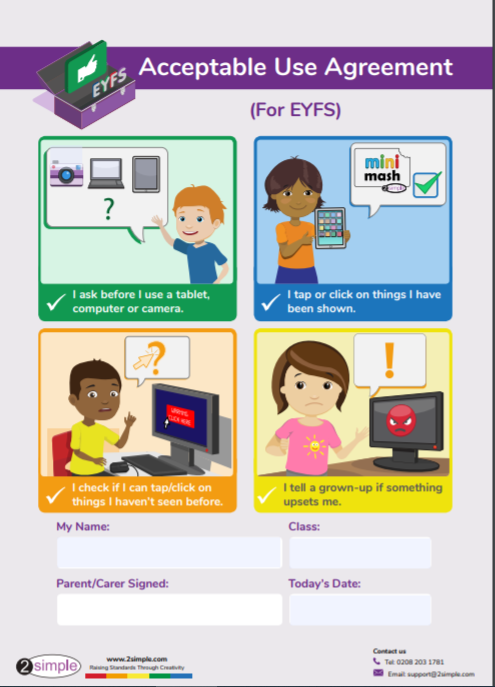 EYFS
Acceptable Use Agreement
(For EYFS)
?
mini
mash
2simple
I ask before I use a tablet,
computer or camera.
I tap or click on things I have
been shown.
?
WARNING
CLICK HERE
!
I check if I can tap/click on
things I haven't seen before.
I tell a grown-up if something
upsets me.
My Name:
Class:
Parent/Carer Signed:
Today's Date:
2simple
www.2simple.com
Raising Standards Through Creativity
Contact us
Tel: 0208 203 1781
Email: support@2simple.com